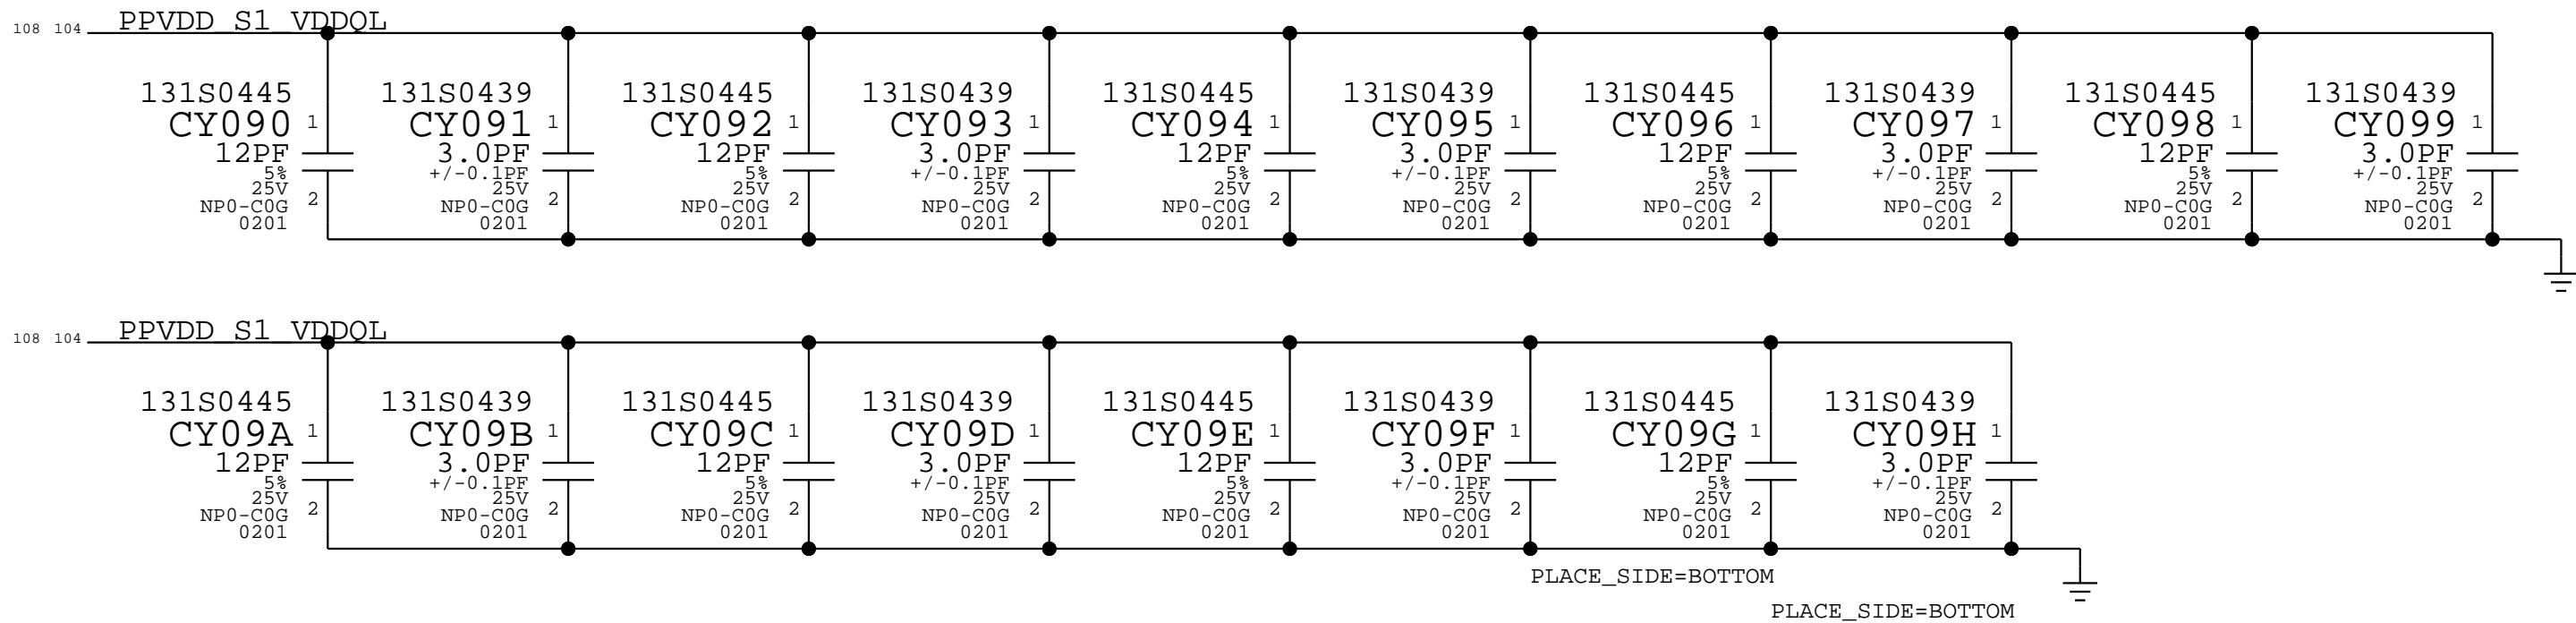 108 104 PPVDD_S1_VDDQL
131S0445 131S0439 131S0445 131S0439 131S0445 131S0439 131S0445 131S0439 131S0445 131S0439
CY090 1 CY091 1 CY092 1 CY093 1 CY094 1 CY095 1 CY096 1 CY097 1 CY098 1 CY099 1
12PF 3.0PF 12PF 3.0PF 12PF 3.0PF 12PF 3.0PF 12PF 3.0PF
5% +/-0.1PF 5% +/-0.1PF 5% +/-0.1PF 5% +/-0.1PF 5% +/-0.1PF
25V 25V 25V 25V 25V 25V 25V 25V 25V 25V
NP0-C0G 2 NP0-C0G 2 NP0-C0G 2 NP0-C0G 2 NP0-C0G 2 NP0-C0G 2 NP0-C0G 2 NP0-C0G 2 NP0-C0G 2 NP0-C0G 2
0201 0201 0201 0201 0201 0201 0201 0201 0201 0201
108 104 PPVDD_S1_VDDQL
131S0445 131S0439 131S0445 131S0439 131S0445 131S0439 131S0445 131S0439
CY09A 1 CY09B 1 CY09C 1 CY09D 1 CY09E 1 CY09F 1 CY09G 1 CY09H 1
12PF 3.0PF 12PF 3.0PF 12PF 3.0PF 12PF 3.0PF
5% +/-0.1PF 5% +/-0.1PF 5% +/-0.1PF 5% +/-0.1PF
25V 25V 25V 25V 25V 25V 25V 25V
NP0-C0G 2 NP0-C0G 2 NP0-C0G 2 NP0-C0G 2 NP0-C0G 2 NP0-C0G 2 NP0-C0G 2 NP0-C0G 2
0201 0201 0201 0201 0201 0201 0201 0201
PLACE_SIDE=BOTTOM
PLACE_SIDE=BOTTOM